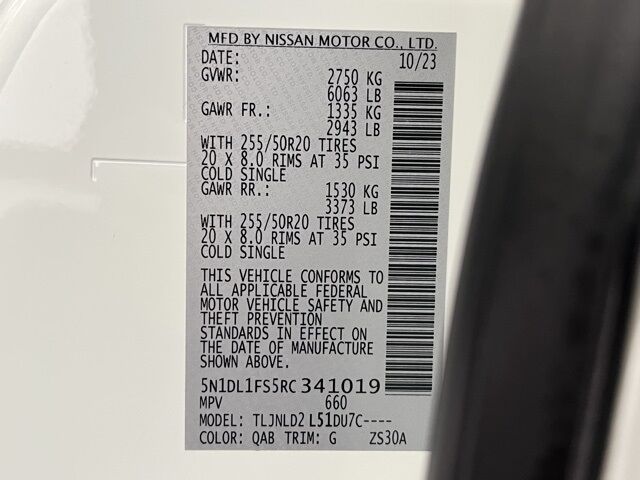 MFD BY NISSAN MOTOR CO., LTD.
DATE: 10/23
GVWR: 2750 KG
6063 LB
GAWR FR.: 1335 KG
2943 LB
WITH 255/50R20 TIRES
20 X 8.0 RIMS AT 35 PSI
COLD SINGLE
GAWR RR.: 1530 KG
3373 LB
WITH 255/50R20 TIRES
20 X 8.0 RIMS AT 35 PSI
COLD SINGLE
THIS VEHICLE CONFORMS TO
ALL APPLICABLE FEDERAL
MOTOR VEHICLE SAFETY AND
THEFT PREVENTION
STANDARDS IN EFFECT ON
THE DATE OF MANUFACTURE
SHOWN ABOVE.
5N1DL1FS5RC341019
MPV 660
MODEL: TLJNLD2 L51DU7C----
COLOR: QAB TRIM: G ZS30A